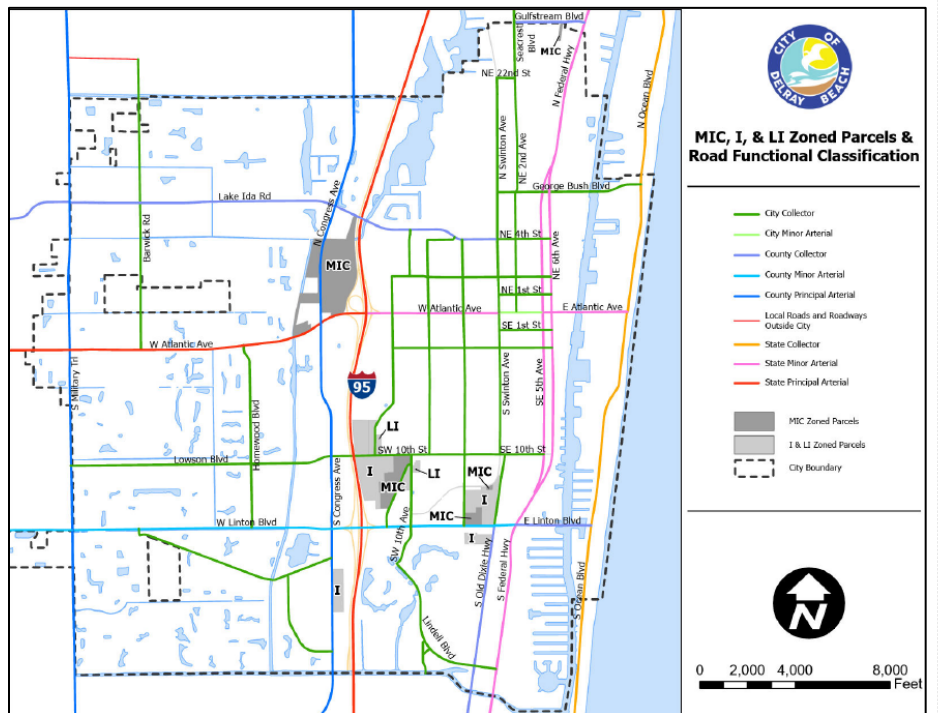 Gulfstream Blvd
Seacrest
Blvd
MIC
N Federal Hwy
NE 22nd St
N Ocean Blvd
N Swinton Ave
NE 2nd Ave
George Bush Blvd
Lake Ida Rd
N Congress Ave
Barwick Rd
NE 4th St
NE 6th Ave
MIC
NE 1st St
W Atlantic Ave
E Atlantic Ave
SE 1st St
W Atlantic Ave
S Military Trl
95
S Swinton Ave
SE 5th Ave
Homewood Blvd
LI
SW 10th St
SE 10th St
Lowson Blvd
I
LI
MIC
MIC
I
S Congress Ave
MIC
W Linton Blvd
E Linton Blvd
SW 10th Ave
I
S Old Dixie Hwy
S Federal Hwy
S Ocean Blvd
I
Lindell Blvd
CITY OF
DELRAY BEACH
MIC, I, & LI Zoned Parcels &
Road Functional Classification
City Collector
City Minor Arterial
County Collector
County Minor Arterial
County Principal Arterial
Local Roads and Roadways
Outside City
State Collector
State Minor Arterial
State Principal Arterial
MIC Zoned Parcels
I & LI Zoned Parcels
City Boundary
N
0 2,000 4,000 8,000
Feet